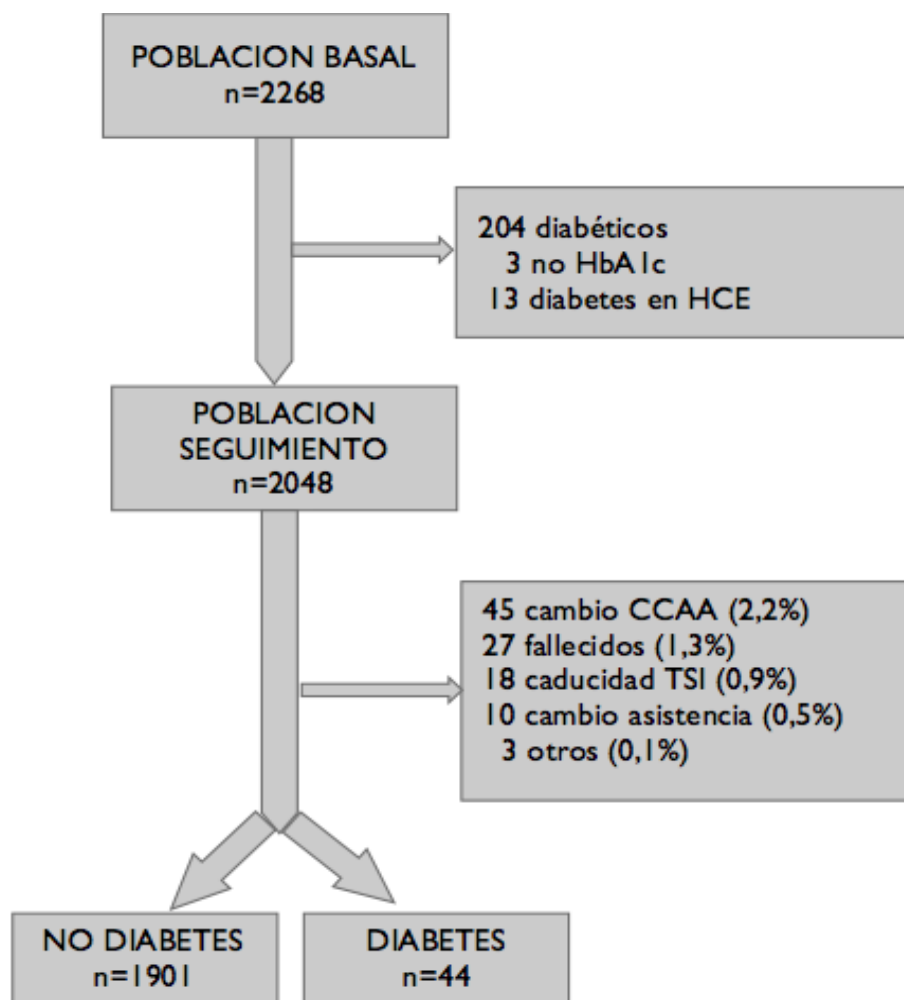 POBLACION BASAL
n=2268
204 diabéticos
3 no HbA1c
13 diabetes en HCE
POBLACION
SEGUIMIENTO
n=2048
45 cambio CCAA (2,2%)
27 fallecidos (1,3%)
18 caducidad TSI (0,9%)
10 cambio asistencia (0,5%)
3 otros (0,1%)
NO DIABETES
n=1901
DIABETES
n=44